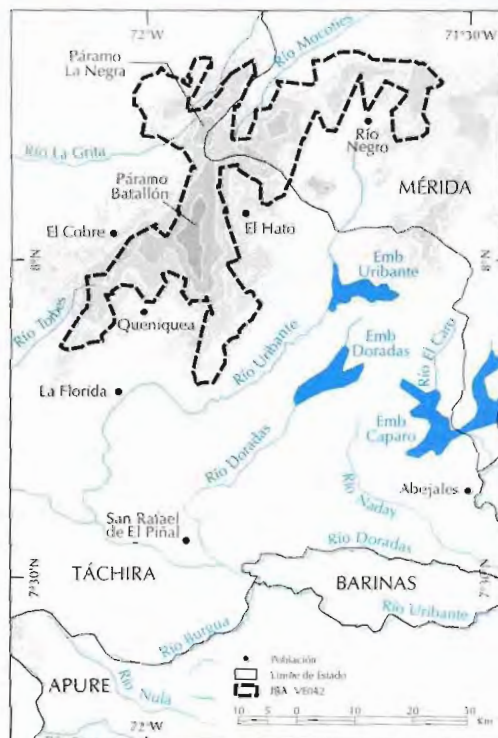 72°W
71°30'W
Río Mocotíes
Páramo
La Negra
Río
Negro
Río La Grita
Páramo
Batallón
MÉRIDA
El Cobre
El Hato
8°N
8°N
Emb
Uribante
Río Torbes
Queniquea
Río Uribante
Emb
Doradas
Río El Caro
La Florida
Emb
Caparo
Río Doradas
Abejales
Río Naday
San Rafael
de El Piñal
Río Doradas
7°30'N
7°30'N
TÁCHIRA
BARINAS
Río Uribante
Río Burgua
Población
Límite de Estado
IBA VE042
APURE
Río Nula
72°W
10 5 0 10 20 30
Km